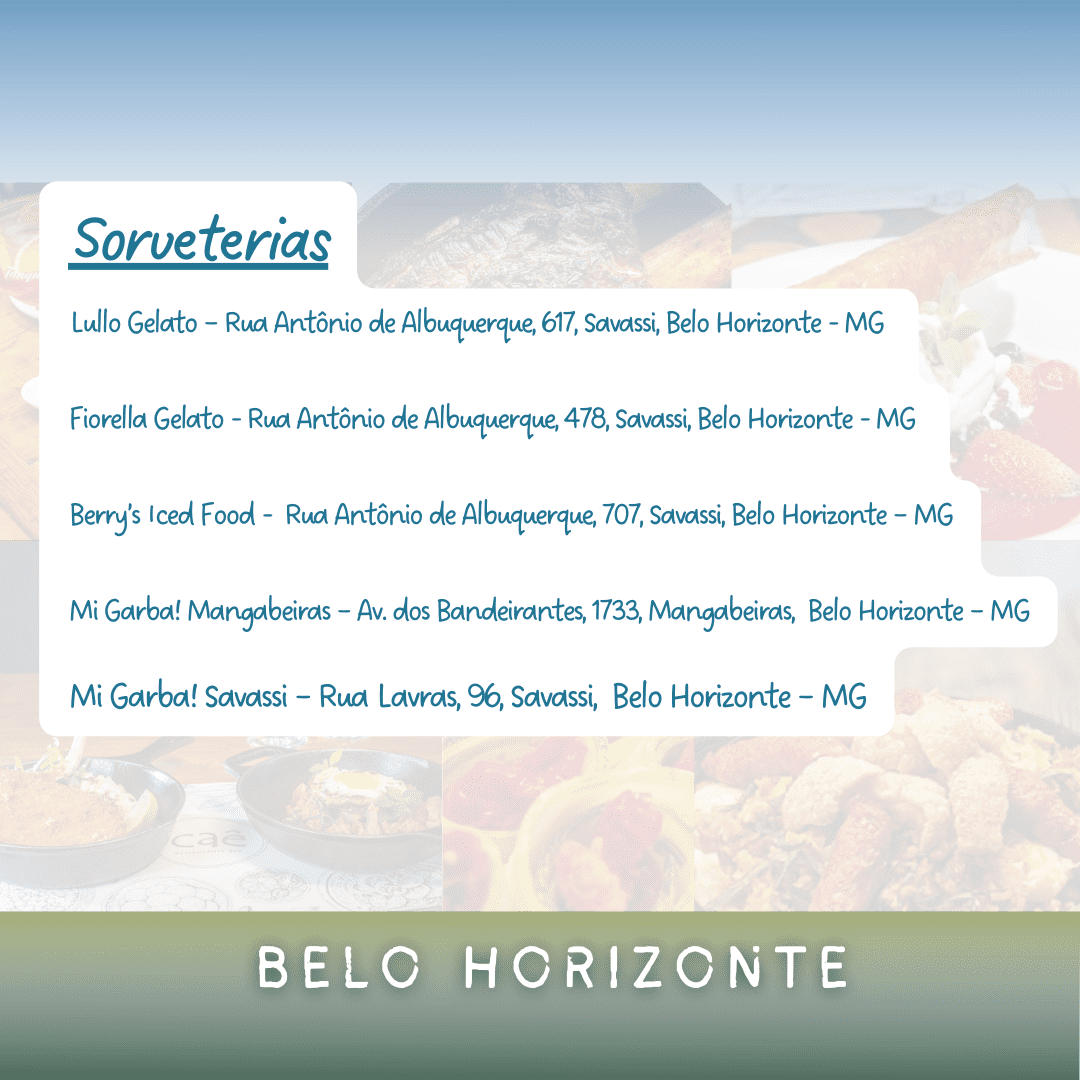 Sorveterias
Lullo Gelato – Rua Antônio de Albuquerque, 617, Savassi, Belo Horizonte - MG
Fiorella Gelato - Rua Antônio de Albuquerque, 478, Savassi, Belo Horizonte - MG
Berry's Iced Food - Rua Antônio de Albuquerque, 707, Savassi, Belo Horizonte – MG
Mi Garba! Mangabeiras – Av. dos Bandeirantes, 1733, Mangabeiras, Belo Horizonte – MG
Mi Garba! Savassi – Rua Lavras, 96, Savassi, Belo Horizonte – MG
caê
BELO HORIZONTE